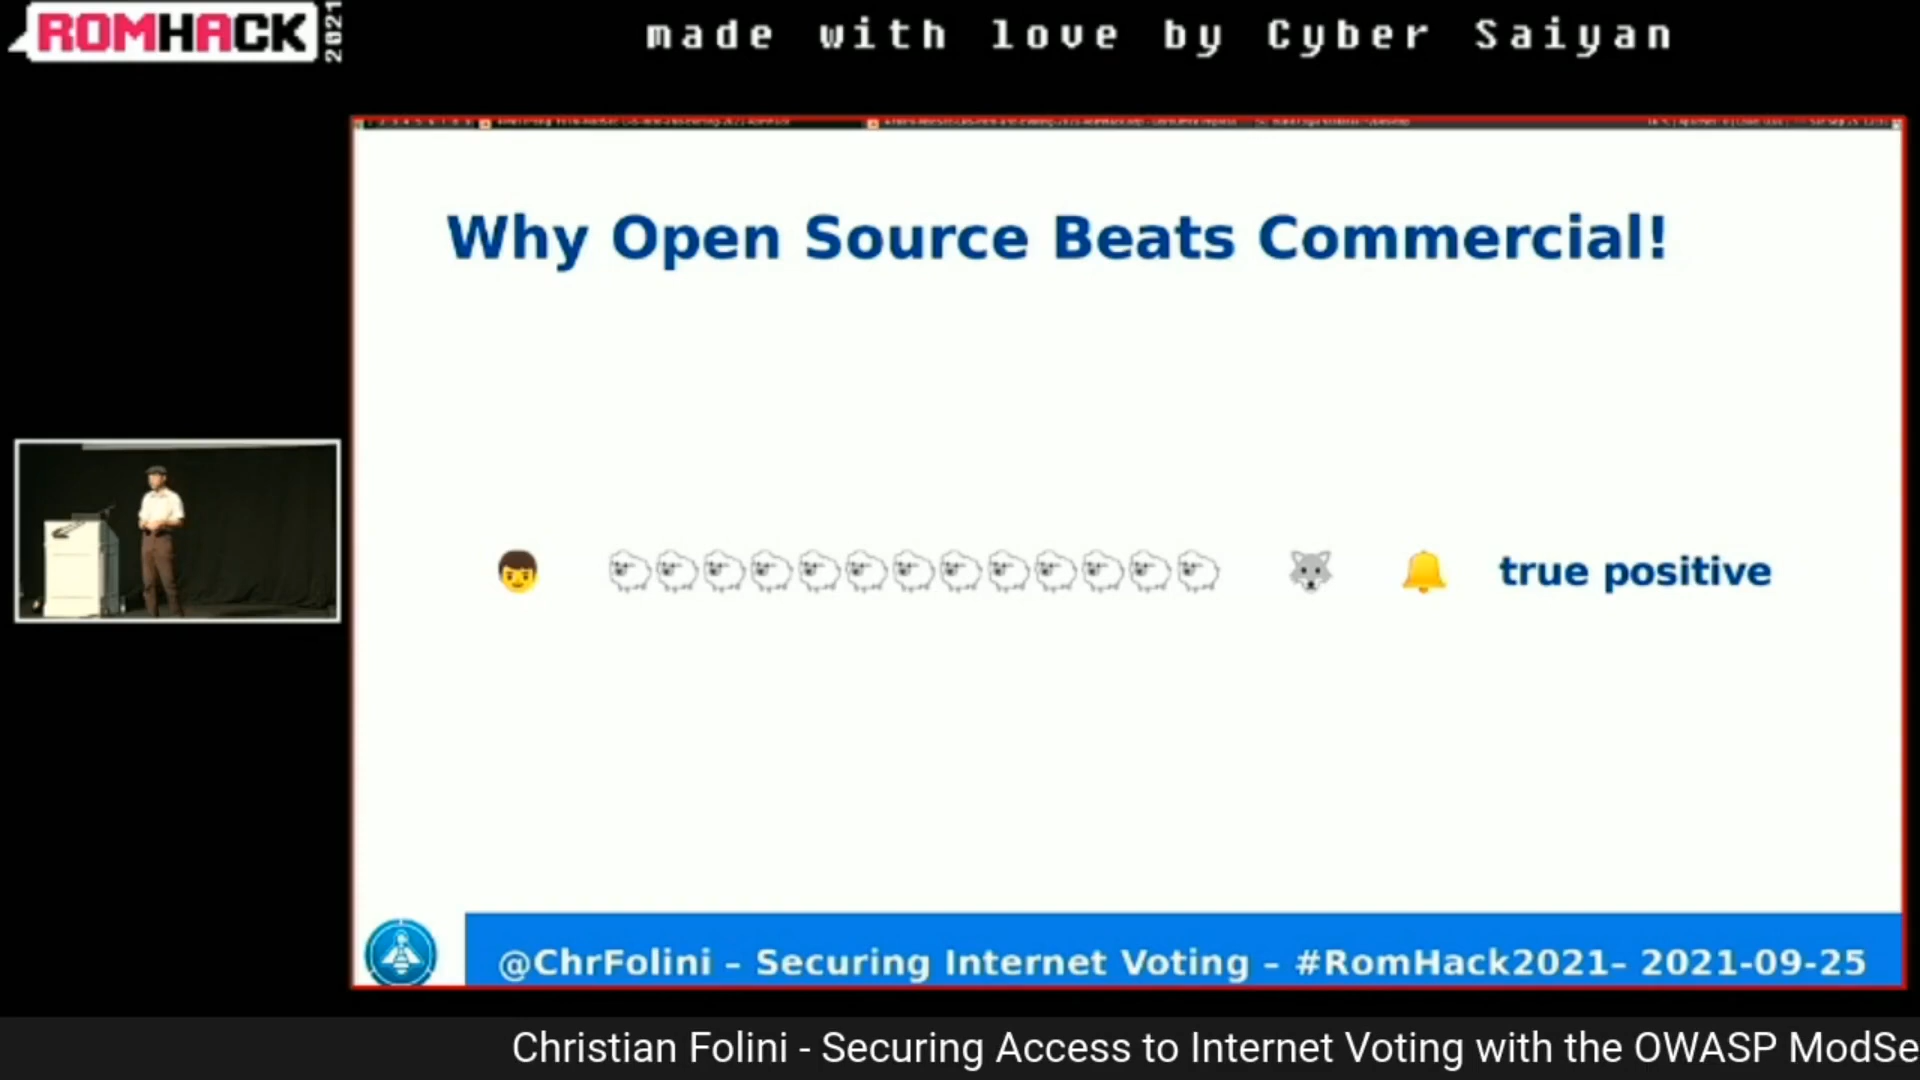 ROMHACK
2021
made with love by Cyber Saiyan
Why Open Source Beats Commercial!
true positive
@ChrFolini – Securing Internet Voting – #RomHack2021– 2021-09-25
Christian Folini - Securing Access to Internet Voting with the OWASP ModSe